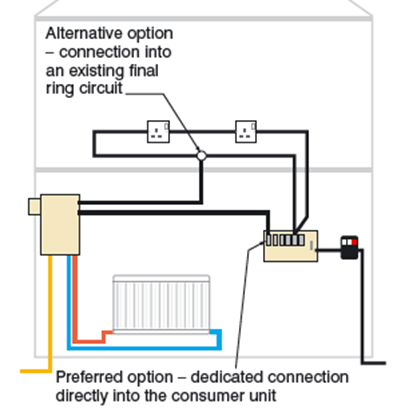 Alternative option
– connection into
an existing final
ring circuit
Preferred option – dedicated connection
directly into the consumer unit